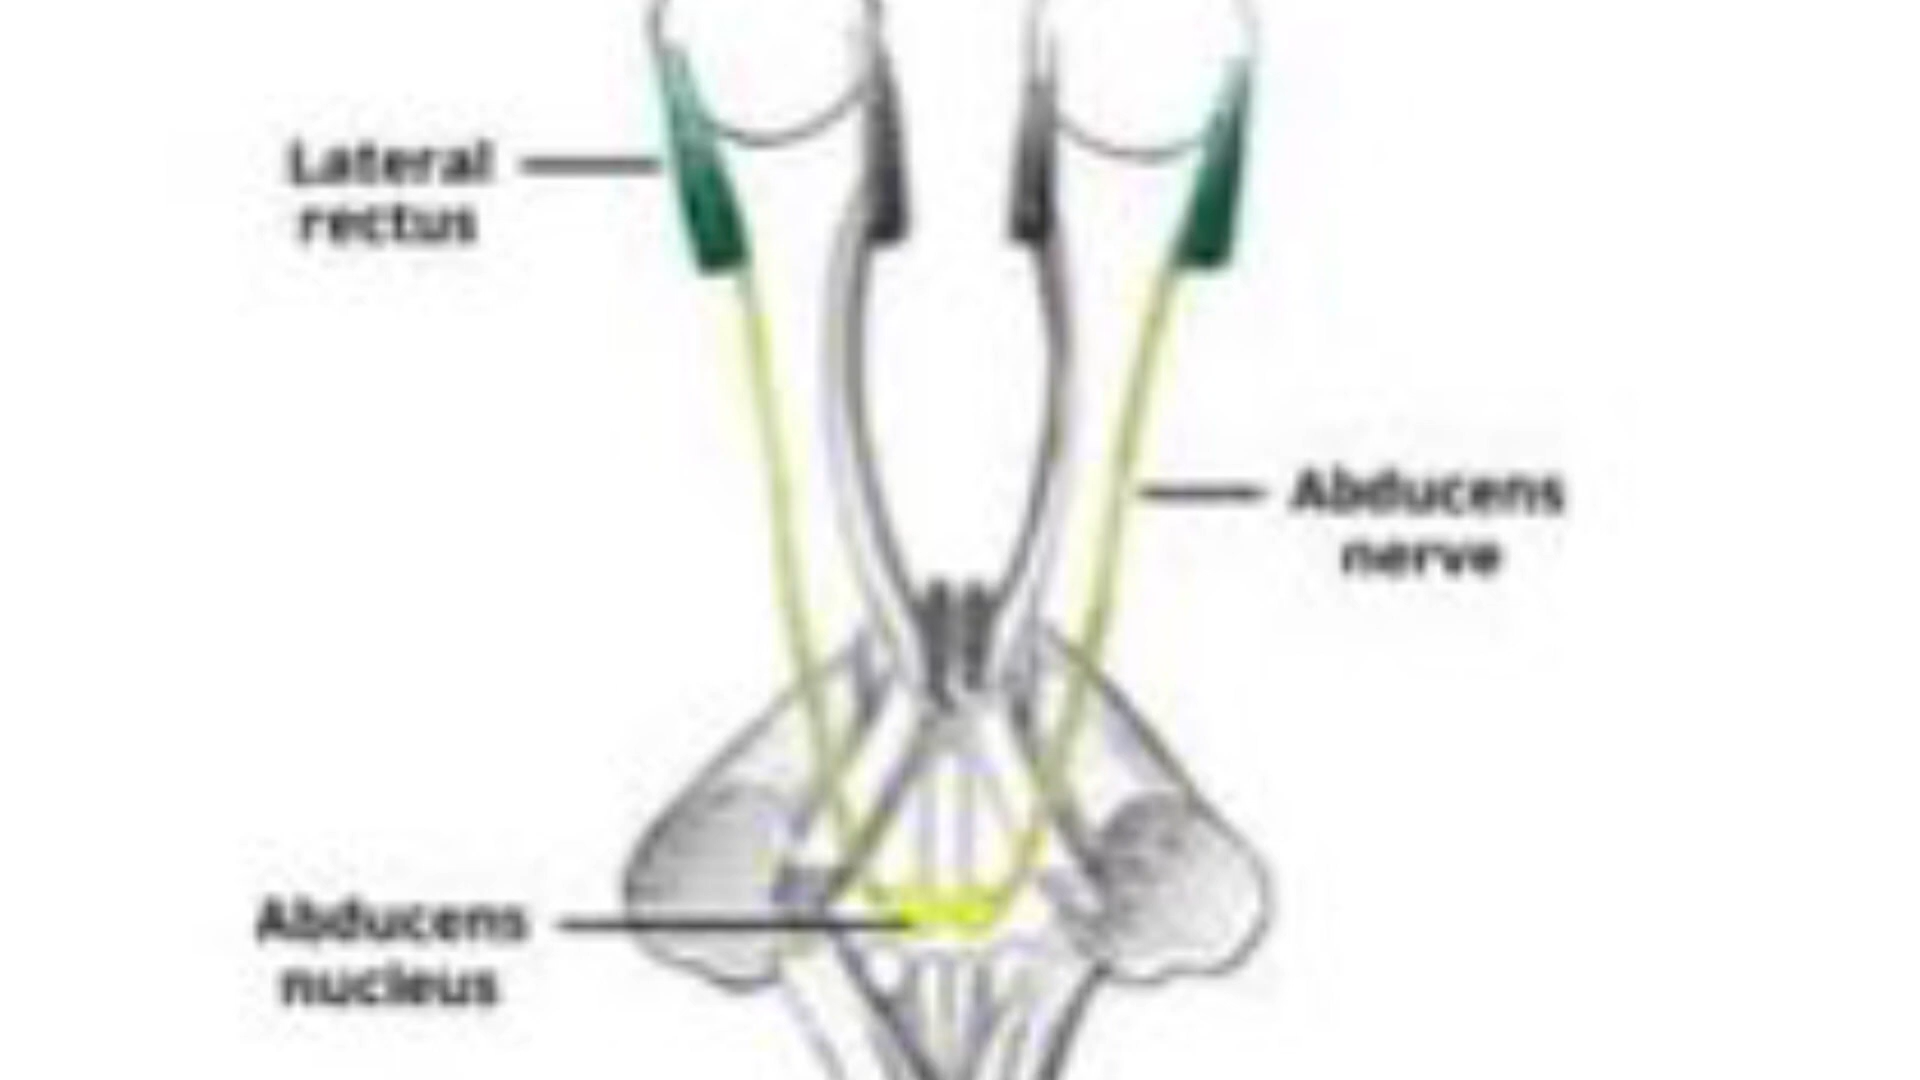 Lateral
rectus
Abducens
nerve
Abducens
nucleus